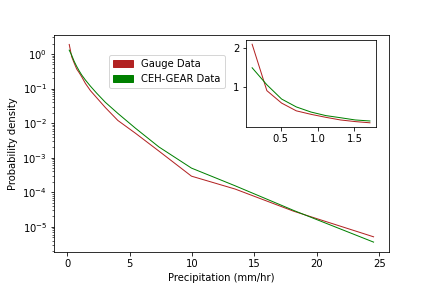 Gauge Data
CEH-GEAR Data
2
1
0.5 1.0 1.5
10⁰
10⁻¹
10⁻²
10⁻³
10⁻⁴
10⁻⁵
Probability density
0 5 10 15 20 25
Precipitation (mm/hr)